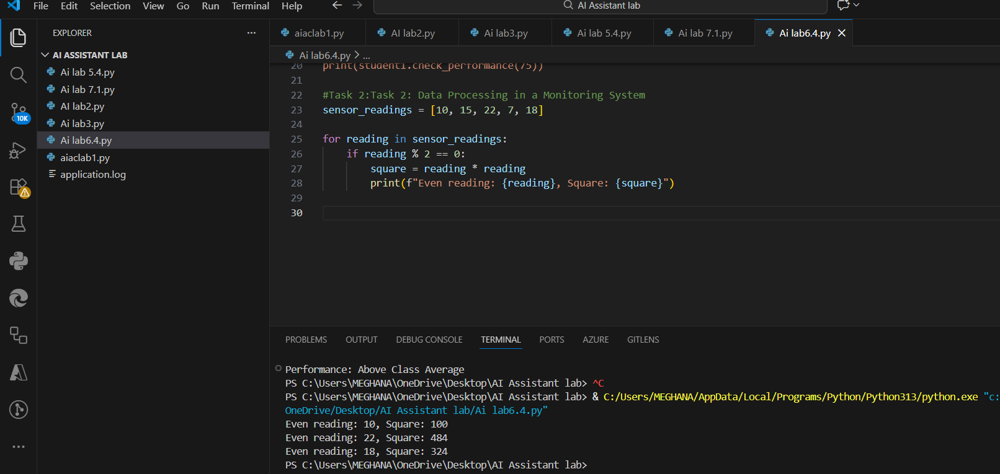 File Edit Selection View Go Run Terminal Help AI Assistant lab
EXPLORER ...
AI ASSISTANT LAB
Ai lab 5.4.py
Ai lab 7.1.py
AI lab2.py
Ai lab3.py
Ai lab6.4.py
aiaclab1.py
application.log
10K
aiaclab1.py AI lab2.py Ai lab3.py Ai lab 5.4.py Ai lab 7.1.py Ai lab6.4.py
Ai lab6.4.py > ...
20 print(student1.check_performance(75))
21
22 #Task 2:Task 2: Data Processing in a Monitoring System
23 sensor_readings = [10, 15, 22, 7, 18]
24
25 for reading in sensor_readings:
26     if reading % 2 == 0:
27         square = reading * reading
28         print(f"Even reading: {reading}, Square: {square}")
29
30
PROBLEMS OUTPUT DEBUG CONSOLE TERMINAL PORTS AZURE GITLENS
Performance: Above Class Average
PS C:\Users\MEGHANA\OneDrive\Desktop\AI Assistant lab> ^C
PS C:\Users\MEGHANA\OneDrive\Desktop\AI Assistant lab> & C:/Users/MEGHANA/AppData/Local/Programs/Python/Python313/python.exe "c:
OneDrive/Desktop/AI Assistant lab/Ai lab6.4.py"
Even reading: 10, Square: 100
Even reading: 22, Square: 484
Even reading: 18, Square: 324
PS C:\Users\MEGHANA\OneDrive\Desktop\AI Assistant lab>